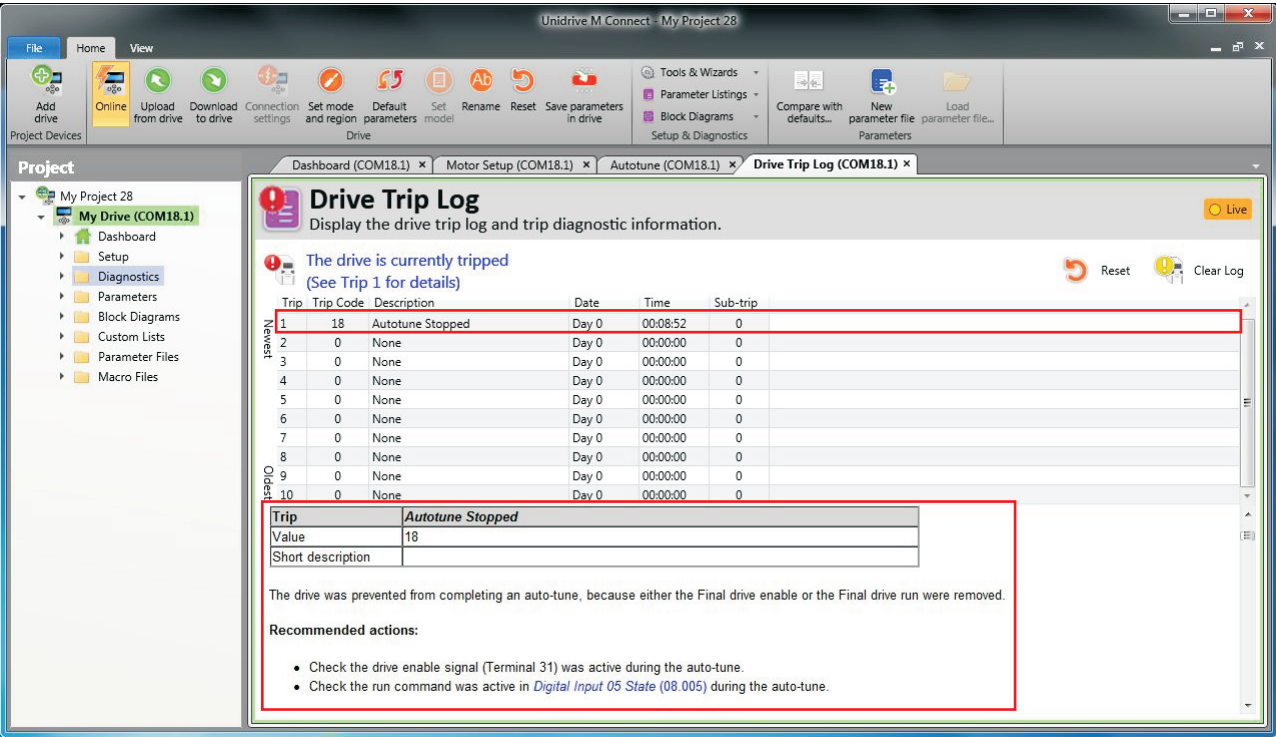 Unidrive M Connect - My Project 28
File Home View
Add drive
Online
Upload from drive
Download to drive
Connection settings
Set mode and region
Default parameters
Set model
Rename
Reset
Save parameters in drive
Tools & Wizards
Parameter Listings
Block Diagrams
Compare with defaults...
New parameter file
Load parameter file...
Project Devices Drive Setup & Diagnostics Parameters
Project
My Project 28
My Drive (COM18.1)
Dashboard
Setup
Diagnostics
Parameters
Block Diagrams
Custom Lists
Parameter Files
Macro Files
Dashboard (COM18.1) × Motor Setup (COM18.1) × Autotune (COM18.1) × Drive Trip Log (COM18.1) ×
Drive Trip Log
Display the drive trip log and trip diagnostic information.
Live
The drive is currently tripped
(See Trip 1 for details)
Reset
Clear Log
Trip Trip Code Description Date Time Sub-trip
Newest
1 18 Autotune Stopped Day 0 00:08:52 0
2 0 None Day 0 00:00:00 0
3 0 None Day 0 00:00:00 0
4 0 None Day 0 00:00:00 0
5 0 None Day 0 00:00:00 0
6 0 None Day 0 00:00:00 0
7 0 None Day 0 00:00:00 0
8 0 None Day 0 00:00:00 0
9 0 None Day 0 00:00:00 0
10 0 None Day 0 00:00:00 0
Oldest
Trip Autotune Stopped
Value 18
Short description
The drive was prevented from completing an auto-tune, because either the Final drive enable or the Final drive run were removed.
Recommended actions:
• Check the drive enable signal (Terminal 31) was active during the auto-tune.
• Check the run command was active in Digital Input 05 State (08.005) during the auto-tune.